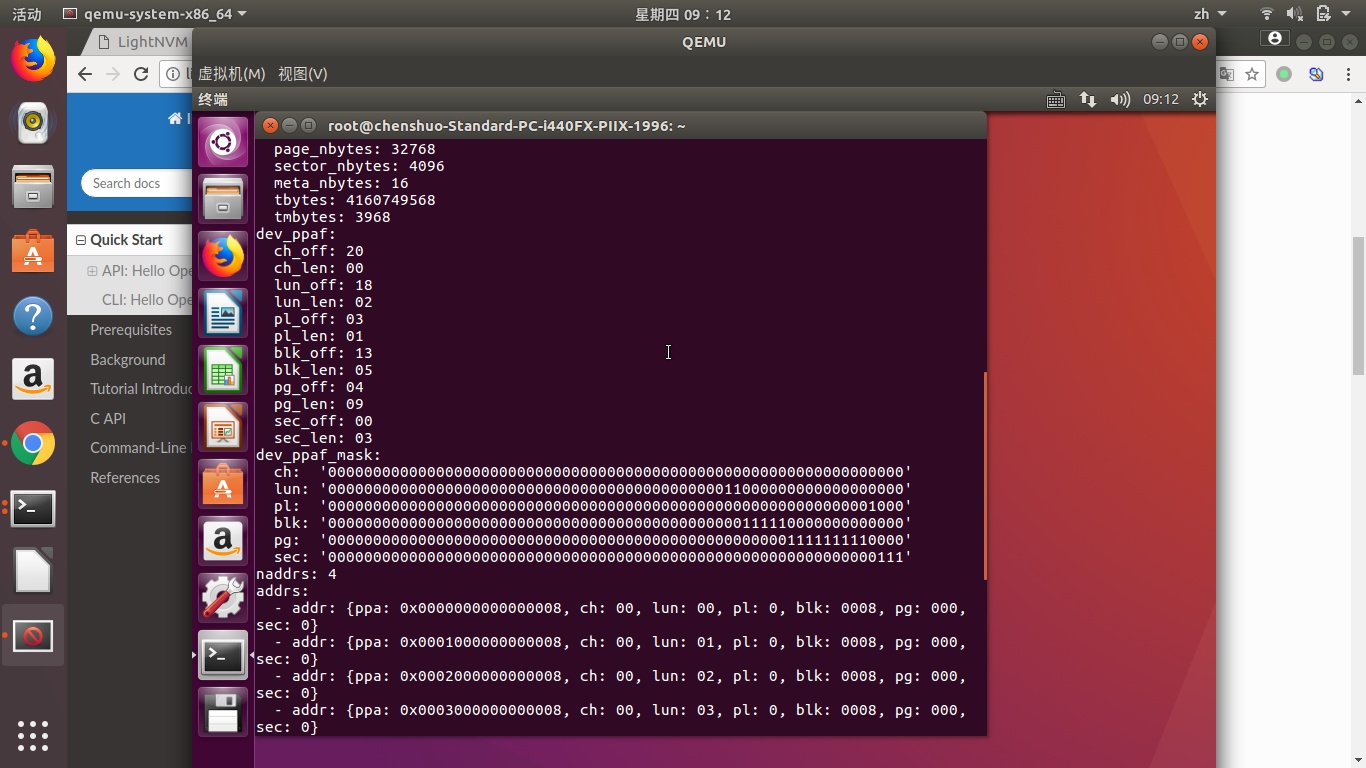 活动
qemu-system-x86_64
星期四 09：12
zh
LightNVM
QEMU
虚拟机(M) 视图(V)
终端
09:12
root@chenshuo-Standard-PC-i440FX-PIIX-1996: ~
Search docs
Quick Start
API: Hello Ope
CLI: Hello Ope
Prerequisites
Background
Tutorial Introduc
C API
Command-Line
References
page_nbytes: 32768
sector_nbytes: 4096
meta_nbytes: 16
tbytes: 4160749568
tmbytes: 3968
dev_ppaf:
ch_off: 20
ch_len: 00
lun_off: 18
lun_len: 02
pl_off: 03
pl_len: 01
blk_off: 13
blk_len: 05
pg_off: 04
pg_len: 09
sec_off: 00
sec_len: 03
dev_ppaf_mask:
ch: '0000000000000000000000000000000000000000000000000000000000000000'
lun: '0000000000000000000000000000000000000000000011000000000000000000'
pl: '0000000000000000000000000000000000000000000000000000000000001000'
blk: '0000000000000000000000000000000000000000000000111110000000000000'
pg: '0000000000000000000000000000000000000000000000000001111111110000'
sec: '0000000000000000000000000000000000000000000000000000000000000111'
naddrs: 4
addrs:
- addr: {ppa: 0x0000000000000008, ch: 00, lun: 00, pl: 0, blk: 0008, pg: 000,
sec: 0}
- addr: {ppa: 0x0001000000000008, ch: 00, lun: 01, pl: 0, blk: 0008, pg: 000,
sec: 0}
- addr: {ppa: 0x0002000000000008, ch: 00, lun: 02, pl: 0, blk: 0008, pg: 000,
sec: 0}
- addr: {ppa: 0x0003000000000008, ch: 00, lun: 03, pl: 0, blk: 0008, pg: 000,
sec: 0}